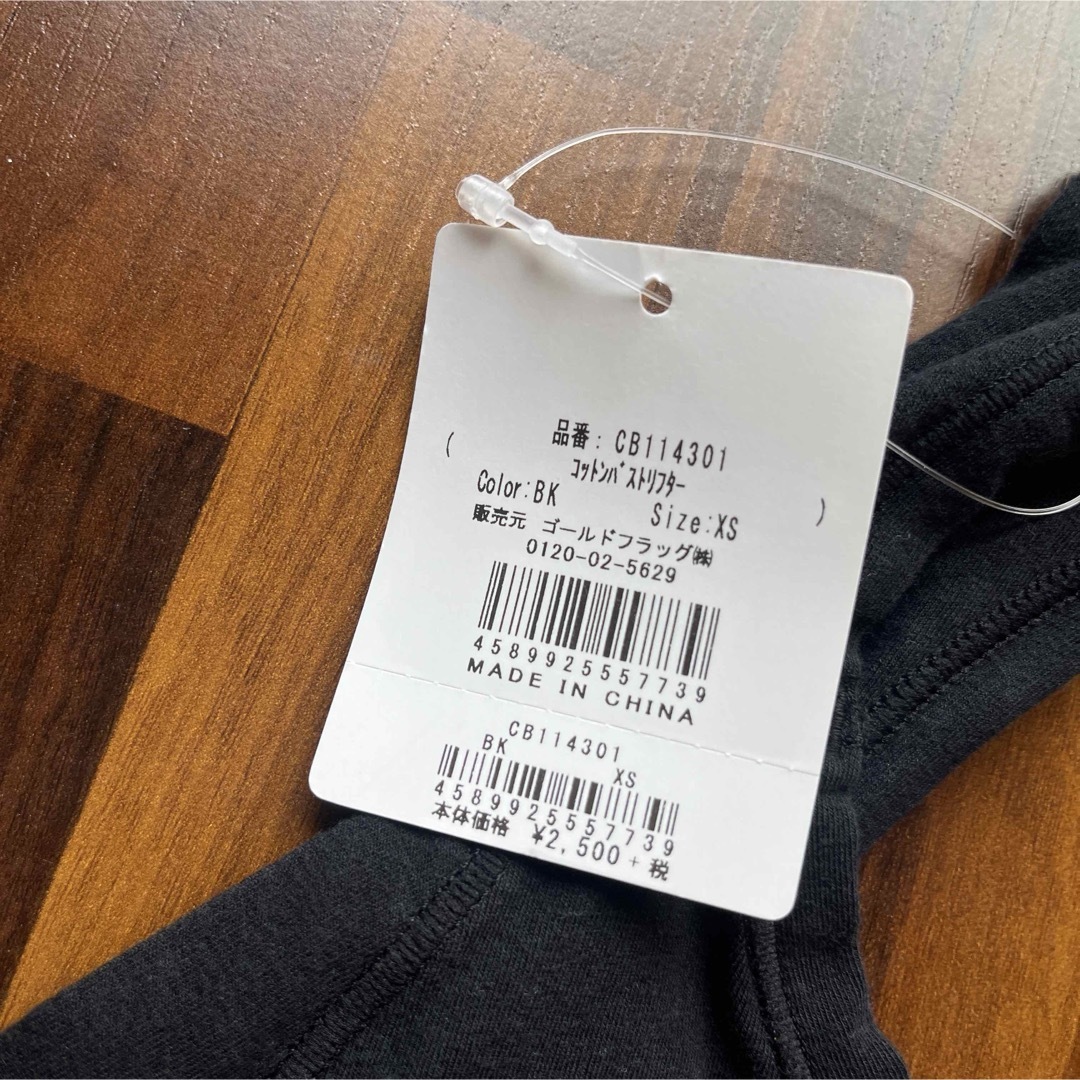 品番: CB114301
( ｺｯﾄﾝﾊﾞｽﾄﾘﾌﾀｰ )
Color:BK Size:XS
販売元 ゴールドフラッグ㈱
0120-02-5629
4589925557739
MADE IN CHINA
CB114301
BK XS
4589925557739
本体価格 ¥2,500+税